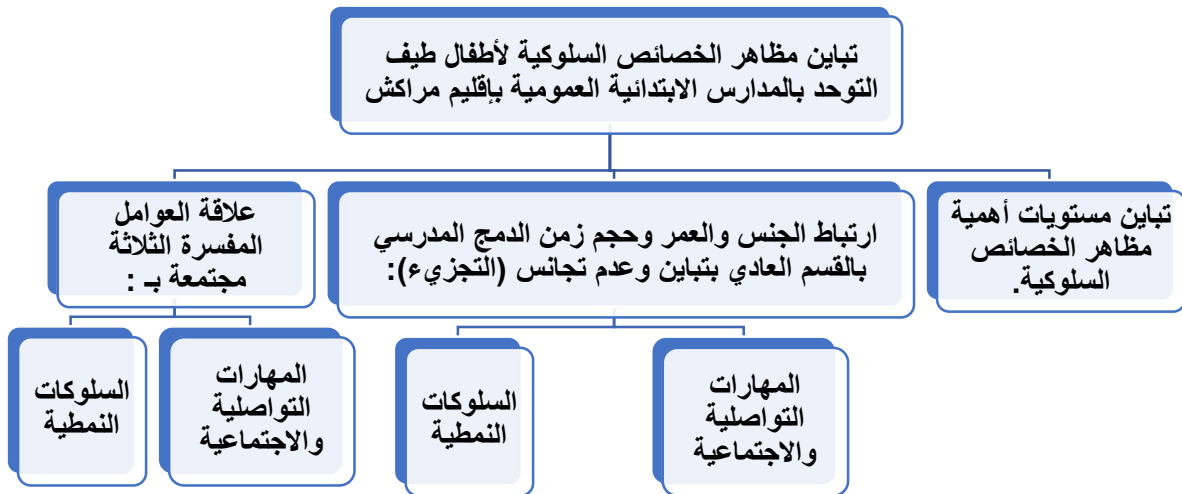 تباين مظاهر الخصائص السلوكية لأطفال طيف
التوحد بالمدارس الابتدائية العمومية بإقليم مراكش
تباين مستويات أهمية
مظاهر الخصائص
السلوكية.
ارتباط الجنس والعمر وحجم زمن الدمج المدرسي
بالقسم العادي بتباين وعدم تجانس (التجزيء):
علاقة العوامل
المفسرة الثلاثة
مجتمعة بـ :
المهارات
التواصلية
والاجتماعية
السلوكات
النمطية
المهارات
التواصلية
والاجتماعية
السلوكات
النمطية